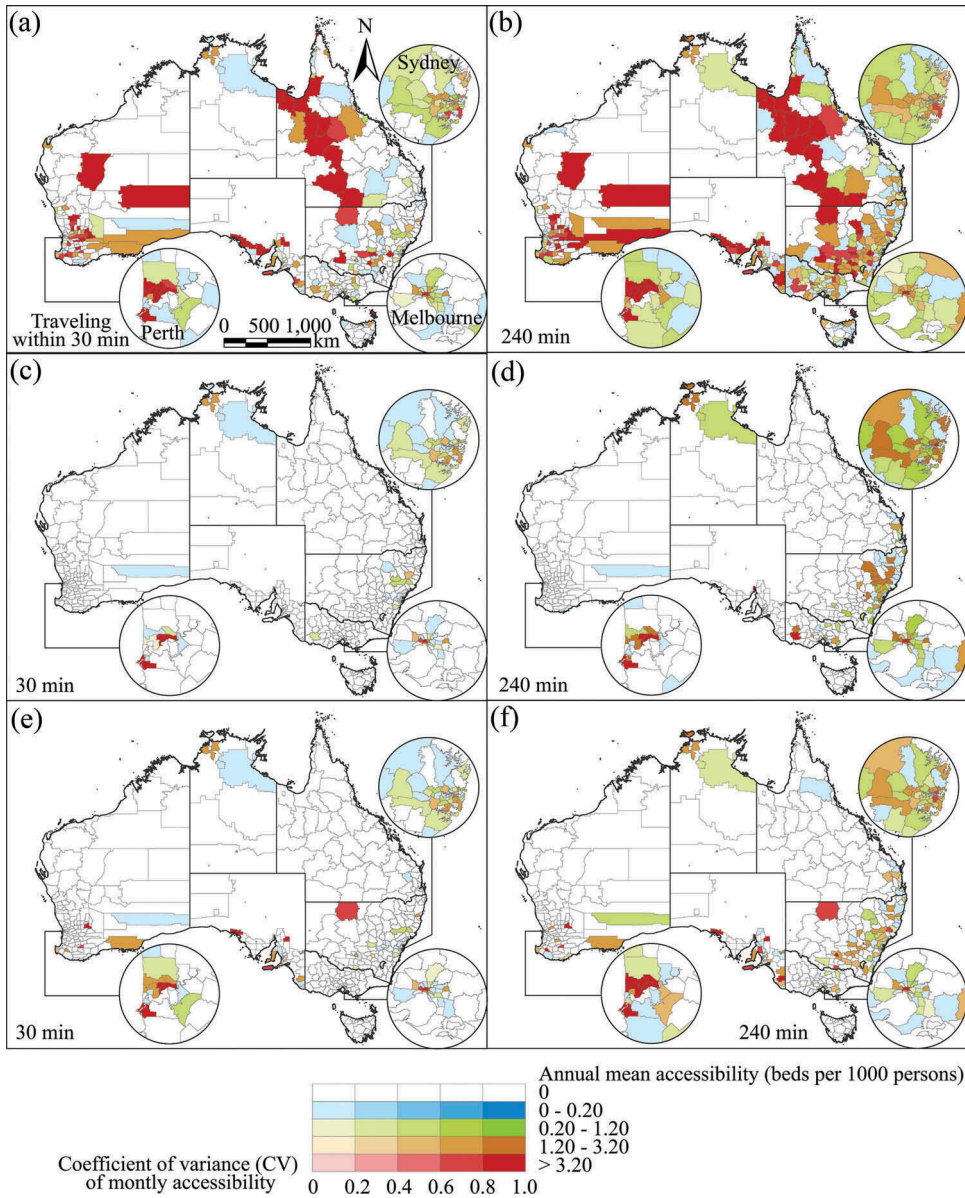 (a)
N
Sydney
Traveling
within 30 min
Perth
0 500 1,000
km
Melbourne
(b)
240 min
(c)
30 min
(d)
240 min
(e)
30 min
(f)
240 min
Annual mean accessibility (beds per 1000 persons)
0
0 - 0.20
0.20 - 1.20
1.20 - 3.20
> 3.20
Coefficient of variance (CV)
of montly accessibility
0 0.2 0.4 0.6 0.8 1.0